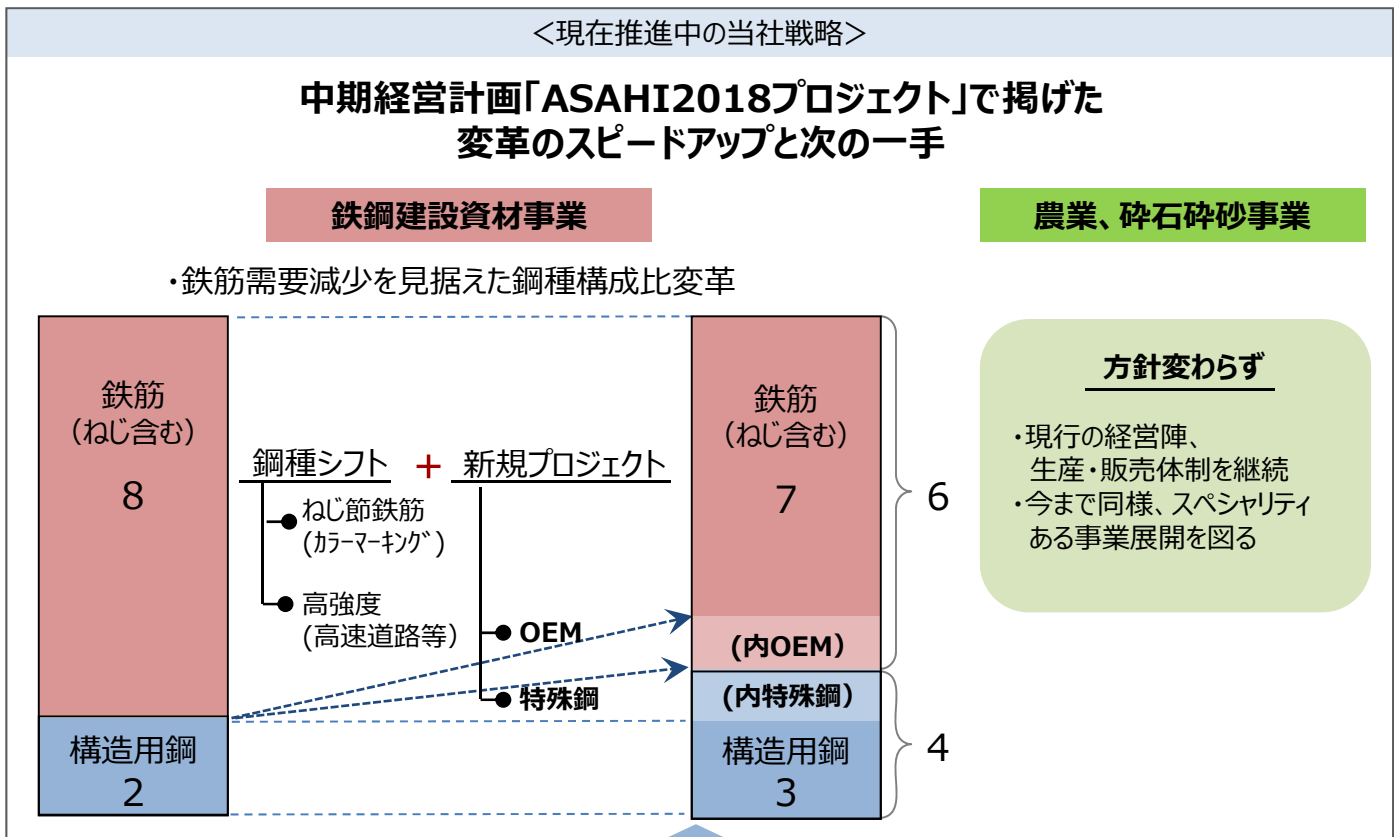 ＜現在推進中の当社戦略＞
中期経営計画「ASAHI2018プロジェクト」で掲げた
変革のスピードアップと次の一手
鉄鋼建設資材事業
・鉄筋需要減少を見据えた鋼種構成比変革
鉄筋
（ねじ含む）
8
構造用鋼
2
鋼種シフト
・ねじ節鉄筋
(ｶﾗｰﾏｰｷﾝｸﾞ)
・高強度
(高速道路等)
＋
新規プロジェクト
・OEM
・特殊鋼
鉄筋
（ねじ含む）
7
(内OEM）
(内特殊鋼）
構造用鋼
3
6
4
農業、砕石砕砂事業
方針変わらず
・現行の経営陣、
生産・販売体制を継続
・今まで同様、スペシャリティ
ある事業展開を図る